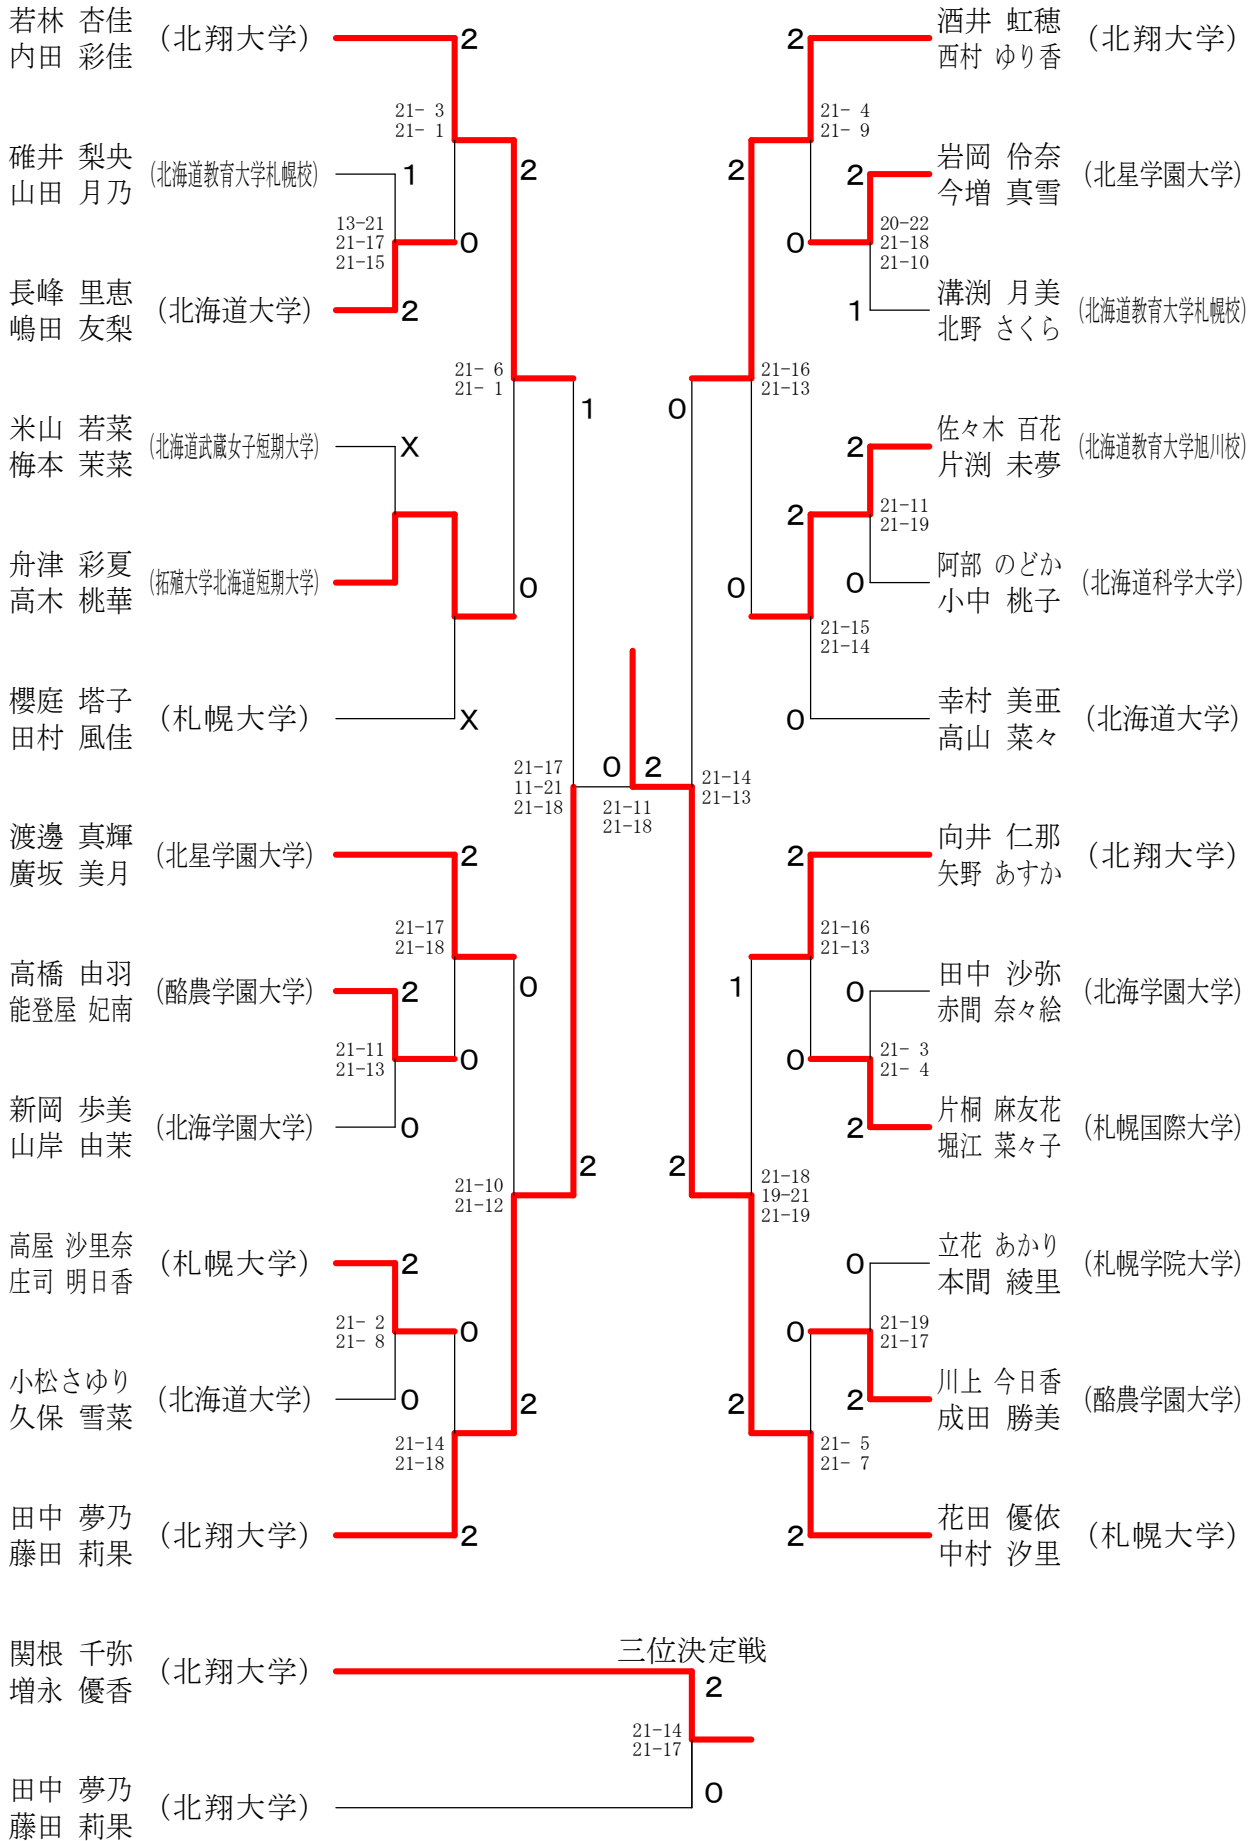 若林 杏佳
内田 彩佳
(北翔大学)
2
21- 3
21- 1
碓井 梨央
山田 月乃
(北海道教育大学札幌校)
1
2
13-21
21-17
21-15
0
長峰 里恵
嶋田 友梨
(北海道大学)
2
21- 6
21- 1
1
米山 若菜
梅本 茉菜
(北海道武蔵女子短期大学)
X
舟津 彩夏
高木 桃華
(拓殖大学北海道短期大学)
0
櫻庭 塔子
田村 風佳
(札幌大学)
X
21-17
11-21
21-18
0
2
21-11
21-18
渡邊 真輝
廣坂 美月
(北星学園大学)
2
21-17
21-18
高橋 由羽
能登屋 妃南
(酪農学園大学)
2
0
21-11
21-13
0
新岡 歩美
山岸 由茉
(北海学園大学)
0
2
21-10
21-12
高屋 沙里奈
庄司 明日香
(札幌大学)
2
21- 2
21- 8
0
小松さゆり
久保 雪菜
(北海道大学)
0
2
21-14
21-18
田中 夢乃
藤田 莉果
(北翔大学)
2
2
酒井 虹穂
西村 ゆり香
(北翔大学)
21- 4
21- 9
2
2
岩岡 伶奈
今増 真雪
(北星学園大学)
0
20-22
21-18
21-10
1
溝渕 月美
北野 さくら
(北海道教育大学札幌校)
0
21-16
21-13
2
佐々木 百花
片渕 未夢
(北海道教育大学旭川校)
2
21-11
21-19
0
0
阿部 のどか
小中 桃子
(北海道科学大学)
21-15
21-14
0
幸村 美亜
高山 菜々
(北海道大学)
21-14
21-13
2
向井 仁那
矢野 あすか
(北翔大学)
21-16
21-13
1
0
田中 沙弥
赤間 奈々絵
(北海学園大学)
0
21- 3
21- 4
2
片桐 麻友花
堀江 菜々子
(札幌国際大学)
2
21-18
19-21
21-19
0
立花 あかり
本間 綾里
(札幌学院大学)
0
21-19
21-17
2
2
川上 今日香
成田 勝美
(酪農学園大学)
21- 5
21- 7
2
花田 優依
中村 汐里
(札幌大学)
三位決定戦
関根 千弥
増永 優香
(北翔大学)
2
21-14
21-17
田中 夢乃
藤田 莉果
(北翔大学)
0